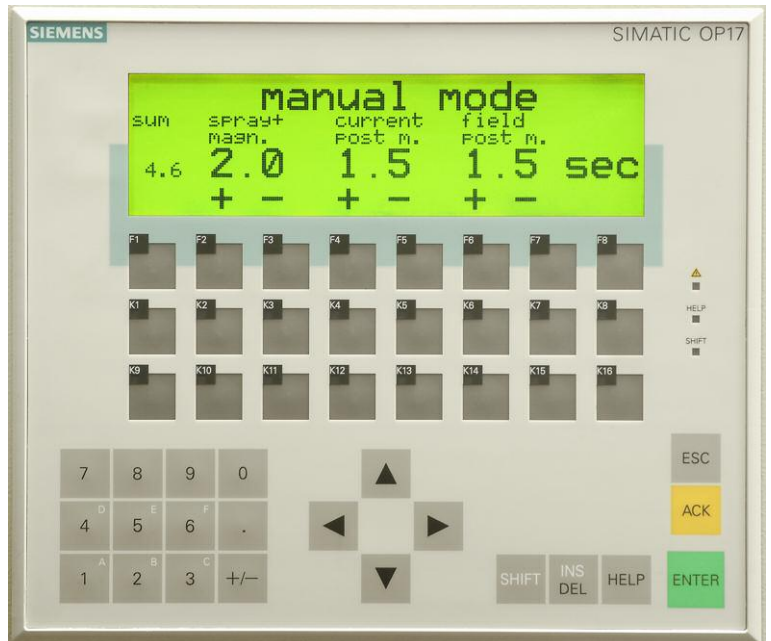 SIEMENS
SIMATIC OP17
manual mode
sum spray+ current field
magn. post m. post m.
4.6 2.0 1.5 1.5 sec
+ - + - + -
F1 F2 F3 F4 F5 F6 F7 F8
K1 K2 K3 K4 K5 K6 K7 K8
HELP
SHIFT
K9 K10 K11 K12 K13 K14 K15 K16
7 8 9 0
ESC
D E F
4 5 6 .
ACK
A B C
1 2 3 +/−
SHIFT INS DEL HELP ENTER